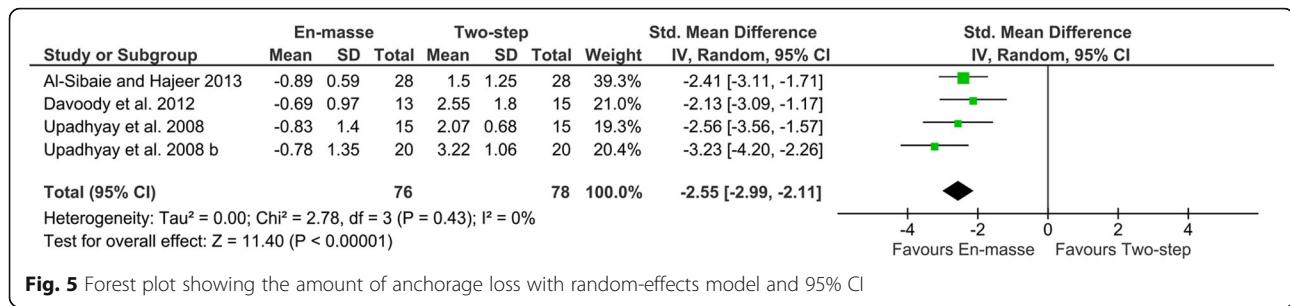 En-masse Two-step Std. Mean Difference Std. Mean Difference
Study or Subgroup Mean SD Total Mean SD Total Weight IV, Random, 95% CI IV, Random, 95% CI
Al-Sibaie and Hajeer 2013 -0.89 0.59 28 1.5 1.25 28 39.3% -2.41 [-3.11, -1.71]
Davoody et al. 2012 -0.69 0.97 13 2.55 1.8 15 21.0% -2.13 [-3.09, -1.17]
Upadhyay et al. 2008 -0.83 1.4 15 2.07 0.68 15 19.3% -2.56 [-3.56, -1.57]
Upadhyay et al. 2008 b -0.78 1.35 20 3.22 1.06 20 20.4% -3.23 [-4.20, -2.26]
Total (95% CI) 76 78 100.0% -2.55 [-2.99, -2.11]
Heterogeneity: Tau² = 0.00; Chi² = 2.78, df = 3 (P = 0.43); I² = 0%
Test for overall effect: Z = 11.40 (P < 0.00001)
-4 -2 0 2 4
Favours En-masse Favours Two-step
Fig. 5 Forest plot showing the amount of anchorage loss with random-effects model and 95% CI